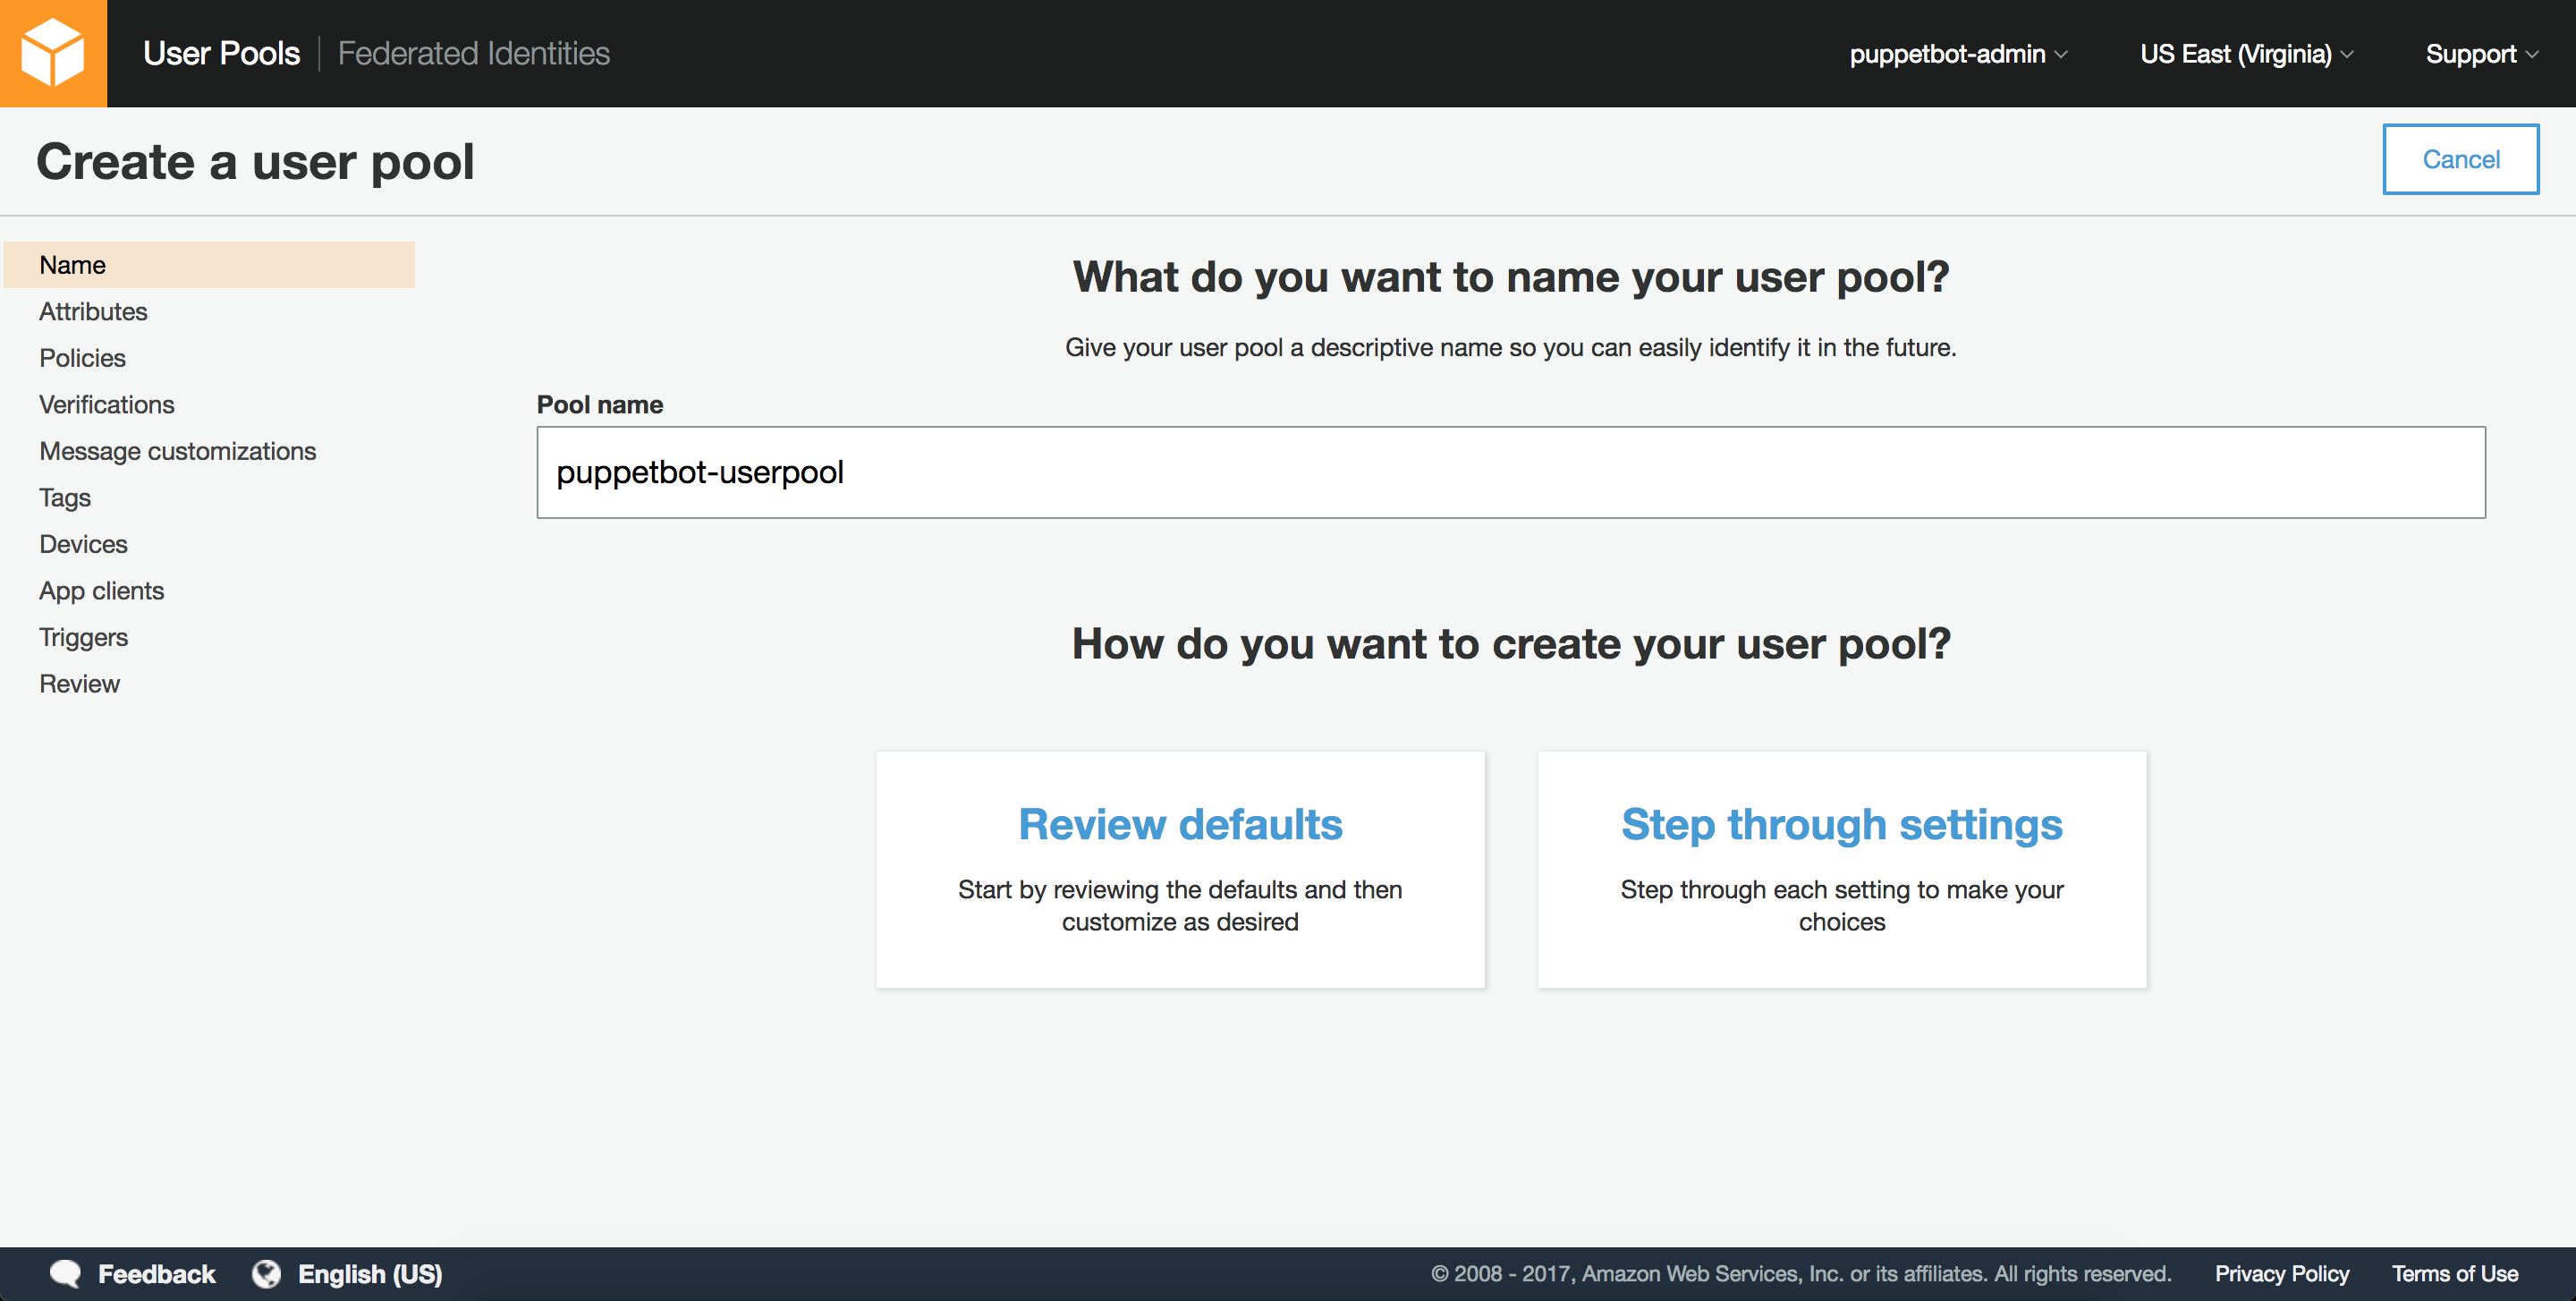 User Pools
Federated Identities
puppetbot-admin
US East (Virginia)
Support
Create a user pool
Cancel
Name
Attributes
Policies
Verifications
Message customizations
Tags
Devices
App clients
Triggers
Review
What do you want to name your user pool?
Give your user pool a descriptive name so you can easily identify it in the future.
Pool name
puppetbot-userpool
How do you want to create your user pool?
Review defaults
Start by reviewing the defaults and then
customize as desired
Step through settings
Step through each setting to make your
choices
Feedback
English (US)
© 2008 - 2017, Amazon Web Services, Inc. or its affiliates. All rights reserved.
Privacy Policy
Terms of Use